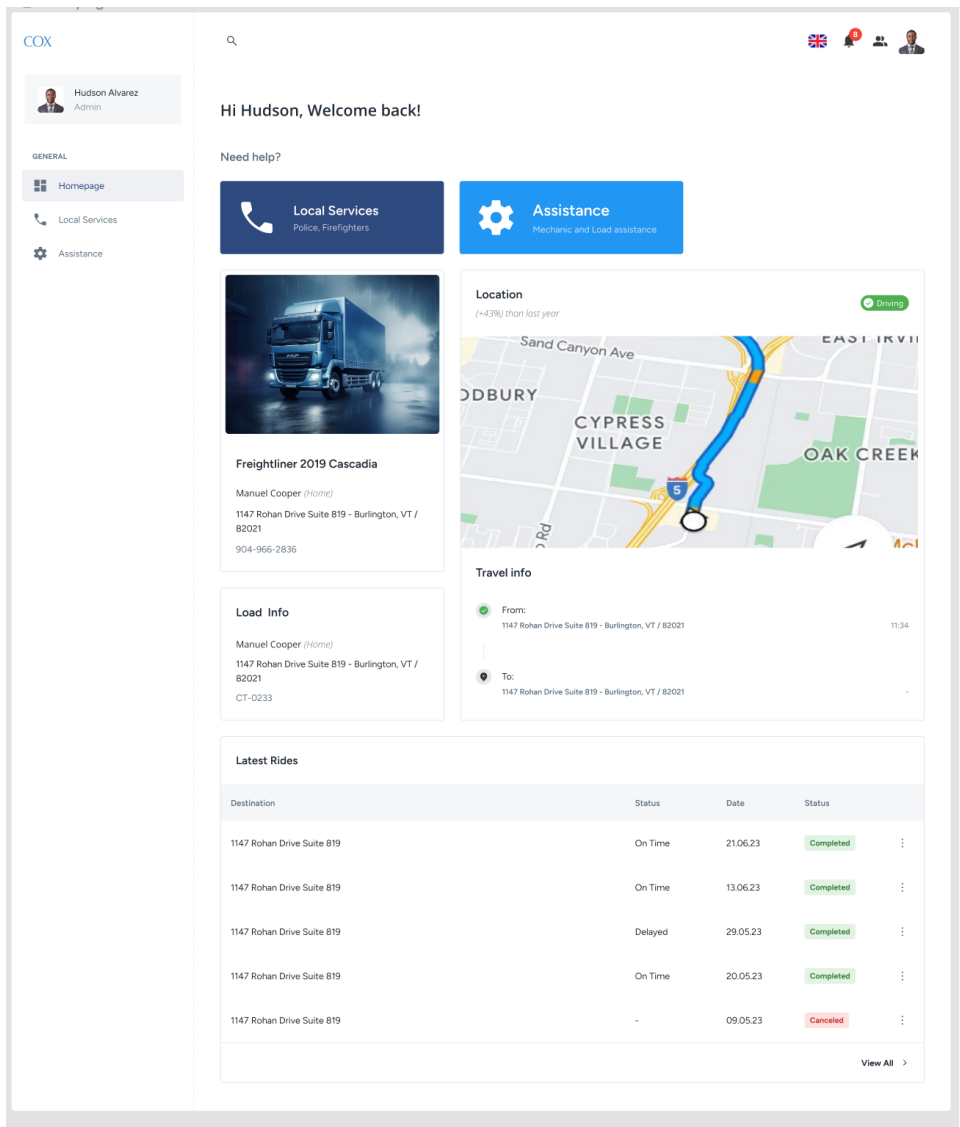 COX
8
Hudson Alvarez
Admin
GENERAL
Homepage
Local Services
Assistance
Hi Hudson, Welcome back!
Need help?
Local Services
Police, Firefighters
Assistance
Mechanic and Load assistance
Freightliner 2019 Cascadia
Manuel Cooper (Home)
1147 Rohan Drive Suite 819 - Burlington, VT /
82021
904-966-2836
Load Info
Manuel Cooper (Home)
1147 Rohan Drive Suite 819 - Burlington, VT /
82021
CT-0233
Location
(+43%) than last year
Driving
Sand Canyon Ave
ODBURY
CYPRESS
VILLAGE
OAK CREEK
5
Rd
Travel info
From:
1147 Rohan Drive Suite 819 - Burlington, VT / 82021 11:34
To:
1147 Rohan Drive Suite 819 - Burlington, VT / 82021 -
Latest Rides
Destination Status Date Status
1147 Rohan Drive Suite 819 On Time 21.06.23 Completed
1147 Rohan Drive Suite 819 On Time 13.06.23 Completed
1147 Rohan Drive Suite 819 Delayed 29.05.23 Completed
1147 Rohan Drive Suite 819 On Time 20.05.23 Completed
1147 Rohan Drive Suite 819 - 09.05.23 Canceled
View All >